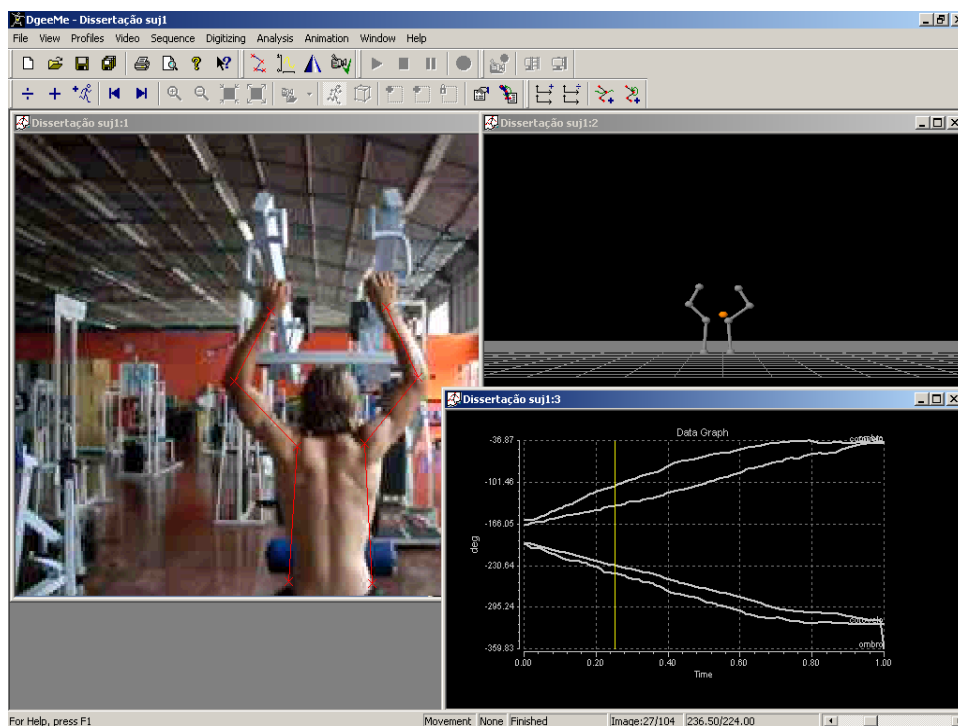 DgeeMe - Dissertação suj1
File View Profiles Video Sequence Digitizing Analysis Animation Window Help
Dissertação suj1:1
Dissertação suj1:2
Dissertação suj1:3
Data Graph
-36.87
-101.46
-166.05
-230.64
-295.24
-359.83
deg
ombro
0.00 0.20 0.40 0.60 0.80 1.00
Time
For Help, press F1
Movement None Finished Image:27/104 236.50/224.00